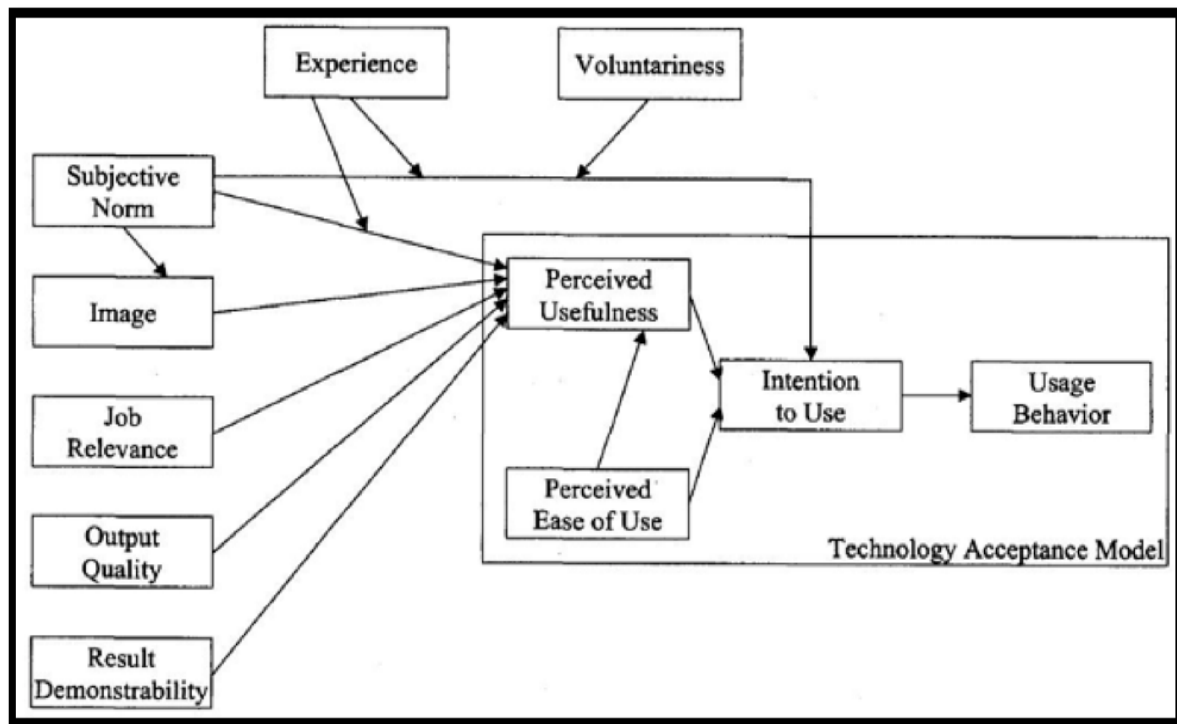 Experience
Voluntariness
Subjective
Norm
Image
Job
Relevance
Output
Quality
Result
Demonstrability
Perceived
Usefulness
Perceived
Ease of Use
Intention
to Use
Usage
Behavior
Technology Acceptance Model